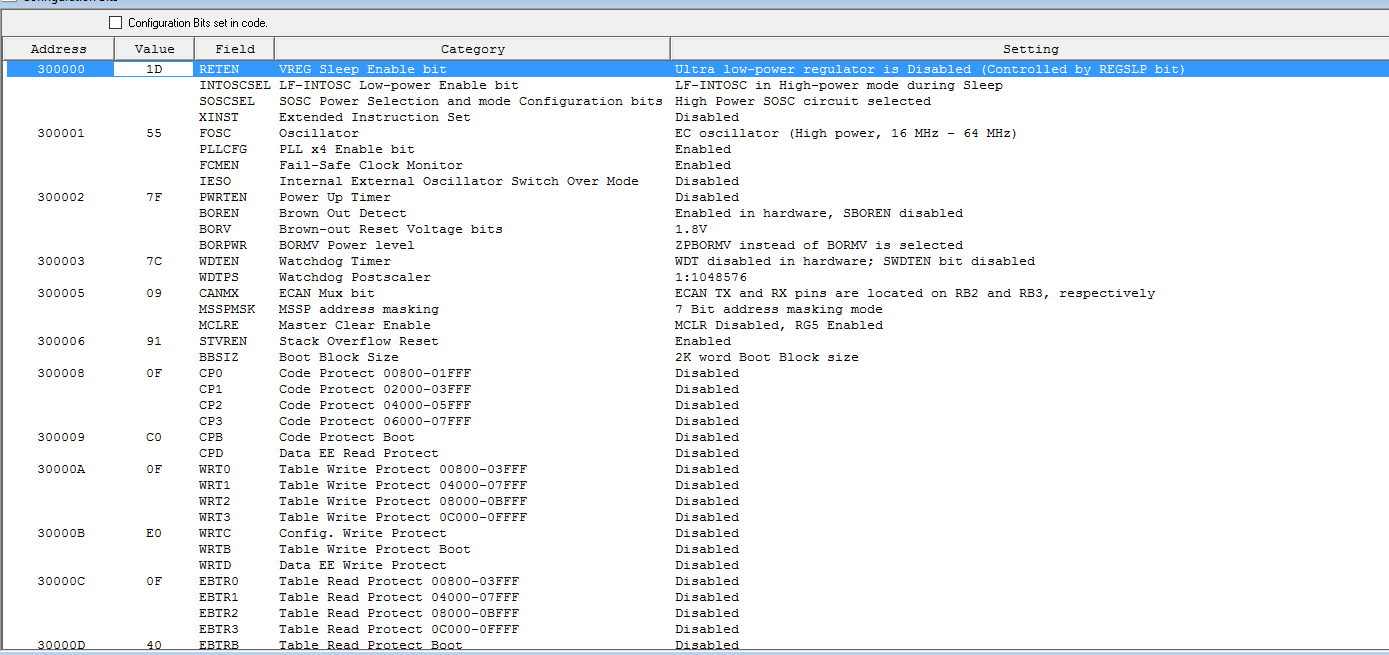 Configuration Bits
Configuration Bits set in code.
Address Value Field Category Setting
300000 1D RETEN VREG Sleep Enable bit Ultra low-power regulator is Disabled (Controlled by REGSLP bit)
INTOSCSEL LF-INTOSC Low-power Enable bit LF-INTOSC in High-power mode during Sleep
SOSCSEL SOSC Power Selection and mode Configuration bits High Power SOSC circuit selected
XINST Extended Instruction Set Disabled
300001 55 FOSC Oscillator EC oscillator (High power, 16 MHz - 64 MHz)
PLLCFG PLL x4 Enable bit Enabled
FCMEN Fail-Safe Clock Monitor Enabled
IESO Internal External Oscillator Switch Over Mode Disabled
300002 7F PWRTEN Power Up Timer Disabled
BOREN Brown Out Detect Enabled in hardware, SBOREN disabled
BORV Brown-out Reset Voltage bits 1.8V
BORPWR BORMV Power level ZPBORMV instead of BORMV is selected
300003 7C WDTEN Watchdog Timer WDT disabled in hardware; SWDTEN bit disabled
WDTPS Watchdog Postscaler 1:1048576
300005 09 CANMX ECAN Mux bit ECAN TX and RX pins are located on RB2 and RB3, respectively
MSSPMSK MSSP address masking 7 Bit address masking mode
MCLRE Master Clear Enable MCLR Disabled, RG5 Enabled
300006 91 STVREN Stack Overflow Reset Enabled
BBSIZ Boot Block Size 2K word Boot Block size
300008 0F CP0 Code Protect 00800-01FFF Disabled
CP1 Code Protect 02000-03FFF Disabled
CP2 Code Protect 04000-05FFF Disabled
CP3 Code Protect 06000-07FFF Disabled
300009 C0 CPB Code Protect Boot Disabled
CPD Data EE Read Protect Disabled
30000A 0F WRT0 Table Write Protect 00800-03FFF Disabled
WRT1 Table Write Protect 04000-07FFF Disabled
WRT2 Table Write Protect 08000-0BFFF Disabled
WRT3 Table Write Protect 0C000-0FFFF Disabled
30000B E0 WRTC Config. Write Protect Disabled
WRTB Table Write Protect Boot Disabled
WRTD Data EE Write Protect Disabled
30000C 0F EBTR0 Table Read Protect 00800-03FFF Disabled
EBTR1 Table Read Protect 04000-07FFF Disabled
EBTR2 Table Read Protect 08000-0BFFF Disabled
EBTR3 Table Read Protect 0C000-0FFFF Disabled
30000D 40 EBTRB Table Read Protect Boot Disabled